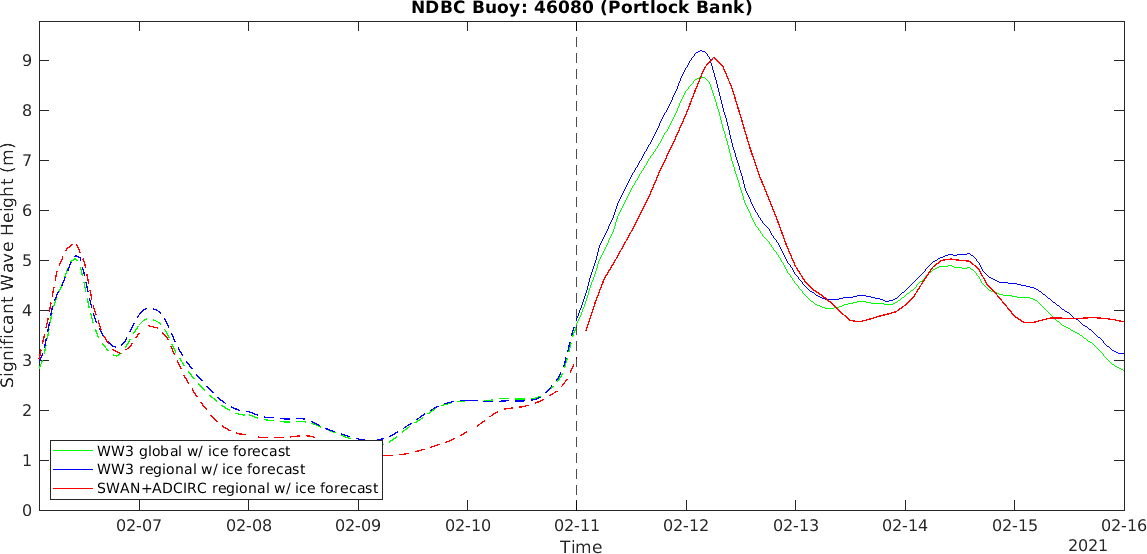 NDBC Buoy: 46080 (Portlock Bank)
Significant Wave Height (m)
9
8
7
6
5
4
3
2
1
0
WW3 global w/ ice forecast
WW3 regional w/ ice forecast
SWAN+ADCIRC regional w/ ice forecast
02-07 02-08 02-09 02-10 02-11 02-12 02-13 02-14 02-15 02-16
Time
2021